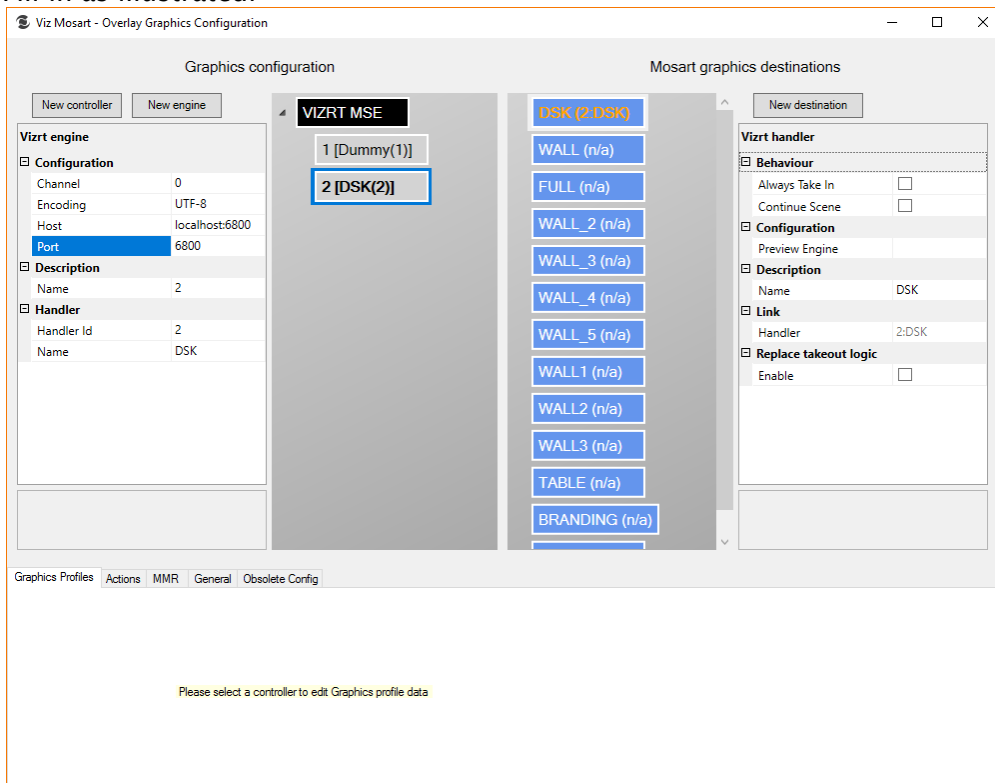 Viz Mosart - Overlay Graphics Configuration
Graphics configuration
Mosart graphics destinations
New controller
New engine
Vizrt engine
Configuration
Channel 0
Encoding UTF-8
Host localhost:6800
Port 6800
Description
Name 2
Handler
Handler Id 2
Name DSK
VIZRT MSE
1 [Dummy(1)]
2 [DSK(2)]
DSK (2:DSK)
WALL (n/a)
FULL (n/a)
WALL_2 (n/a)
WALL_3 (n/a)
WALL_4 (n/a)
WALL_5 (n/a)
WALL1 (n/a)
WALL2 (n/a)
WALL3 (n/a)
TABLE (n/a)
BRANDING (n/a)
New destination
Vizrt handler
Behaviour
Always Take In
Continue Scene
Configuration
Preview Engine
Description
Name DSK
Link
Handler 2:DSK
Replace takeout logic
Enable
Graphics Profiles Actions MMR General Obsolete Config
Please select a controller to edit Graphics profile data